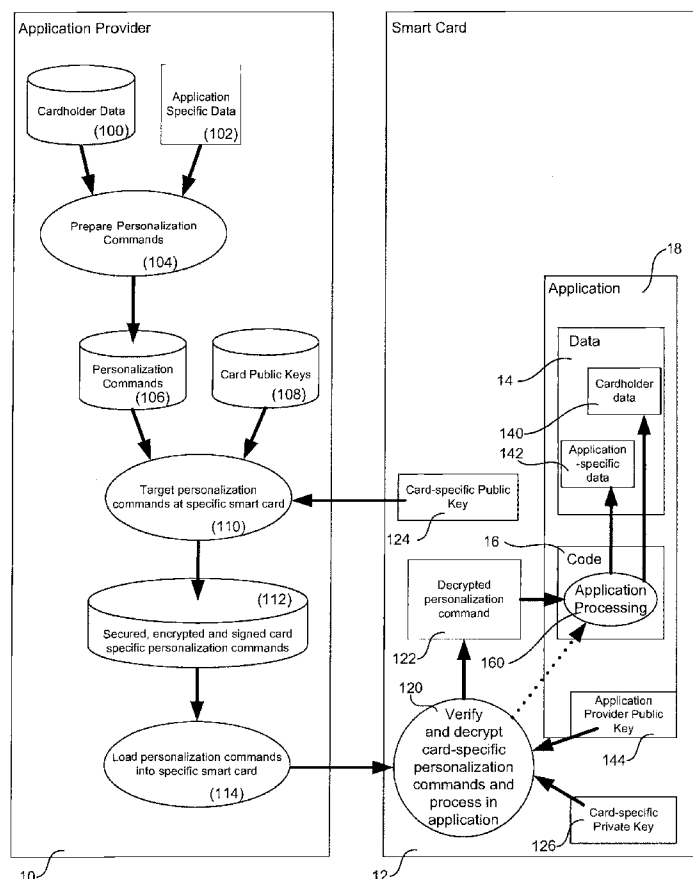 Application Provider
Cardholder Data
(100)
Application
Specific Data
(102)
Prepare Personalization
Commands
(104)
Personalization
Commands
(106)
Card Public Keys
(108)
Target personalization
commands at specific smart card
(110)
(112)
Secured, encrypted and signed card
specific personalization commands
Load personalization commands
into specific smart card
(114)
10
Smart Card
18
Application
Data
14
Cardholder
data
140
142
Application
-specific
data
Card-specific Public
Key
124
16
Code
Application
Processing
160
Decrypted
personalization
command
122
120
Verify
and decrypt
card-specific
personalization
commands and
process in
application
Application
Provider Public
Key
144
Card-specific
Private Key
126
12